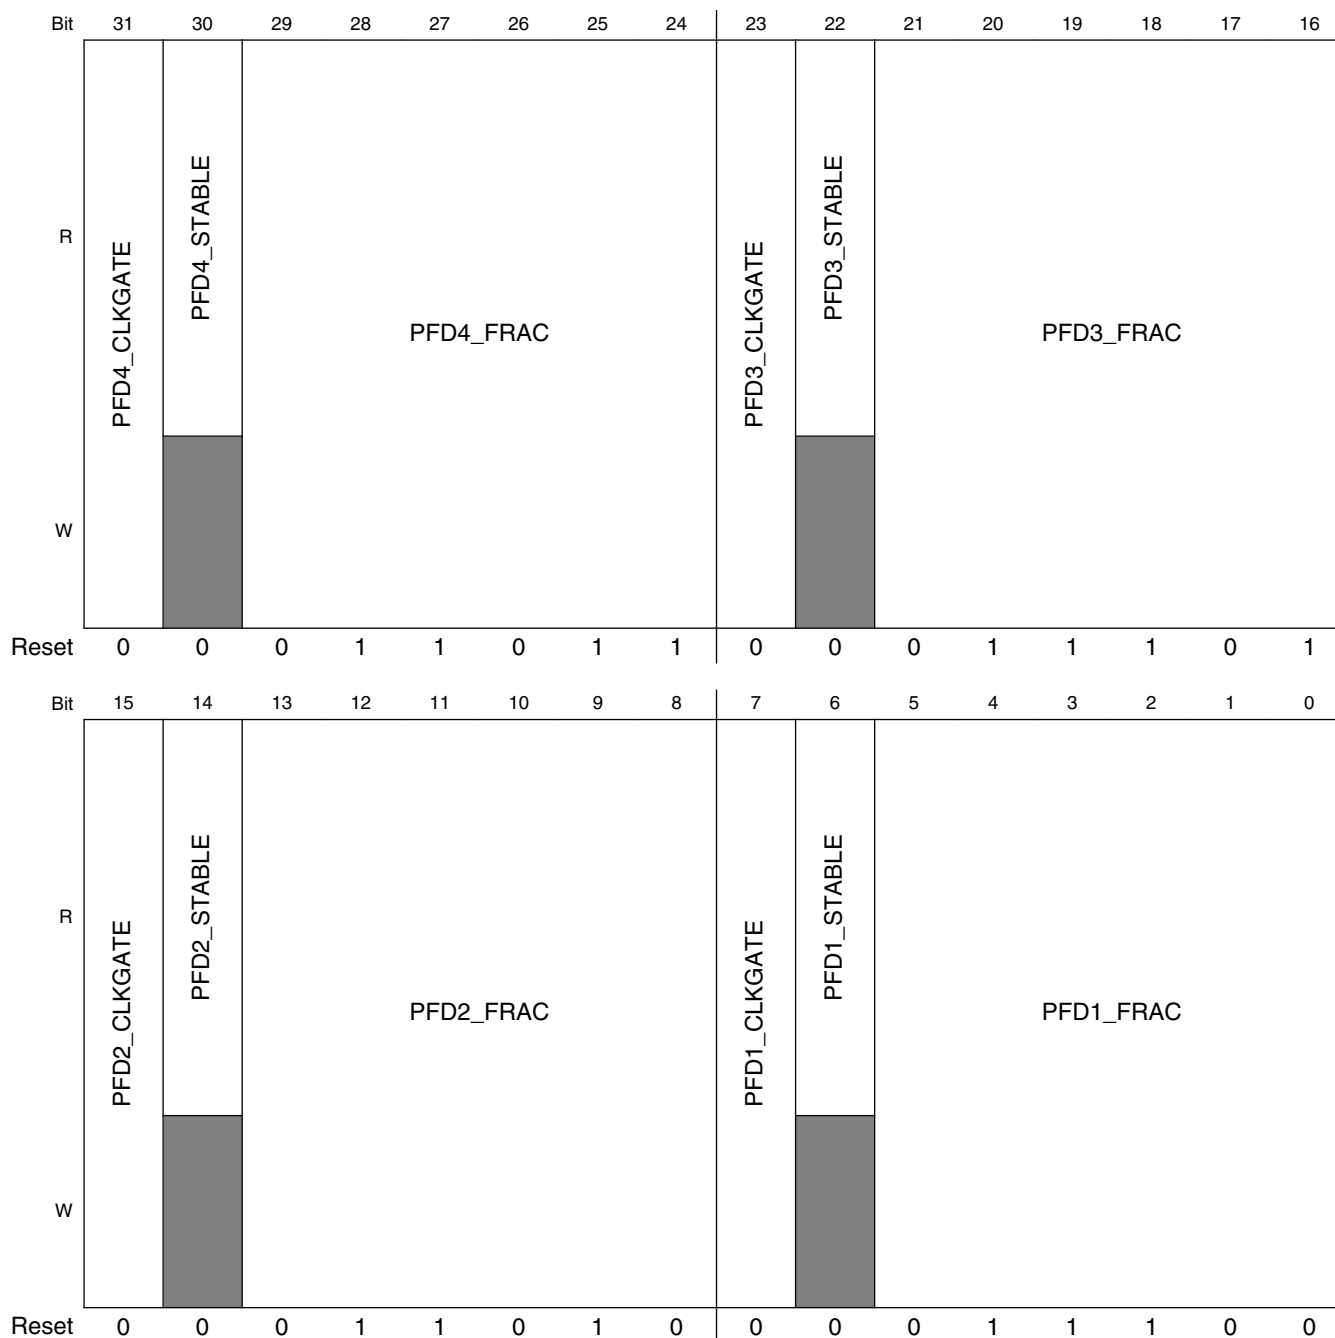 Bit 31 30 29 28 27 26 25 24 23 22 21 20 19 18 17 16
R
PFD4_CLKGATE
PFD4_STABLE
PFD4_FRAC
PFD3_CLKGATE
PFD3_STABLE
PFD3_FRAC
W
Reset 0 0 0 1 1 0 1 1 0 0 0 1 1 1 0 1
Bit 15 14 13 12 11 10 9 8 7 6 5 4 3 2 1 0
R
PFD2_CLKGATE
PFD2_STABLE
PFD2_FRAC
PFD1_CLKGATE
PFD1_STABLE
PFD1_FRAC
W
Reset 0 0 0 1 1 0 1 0 0 0 0 1 1 1 0 0